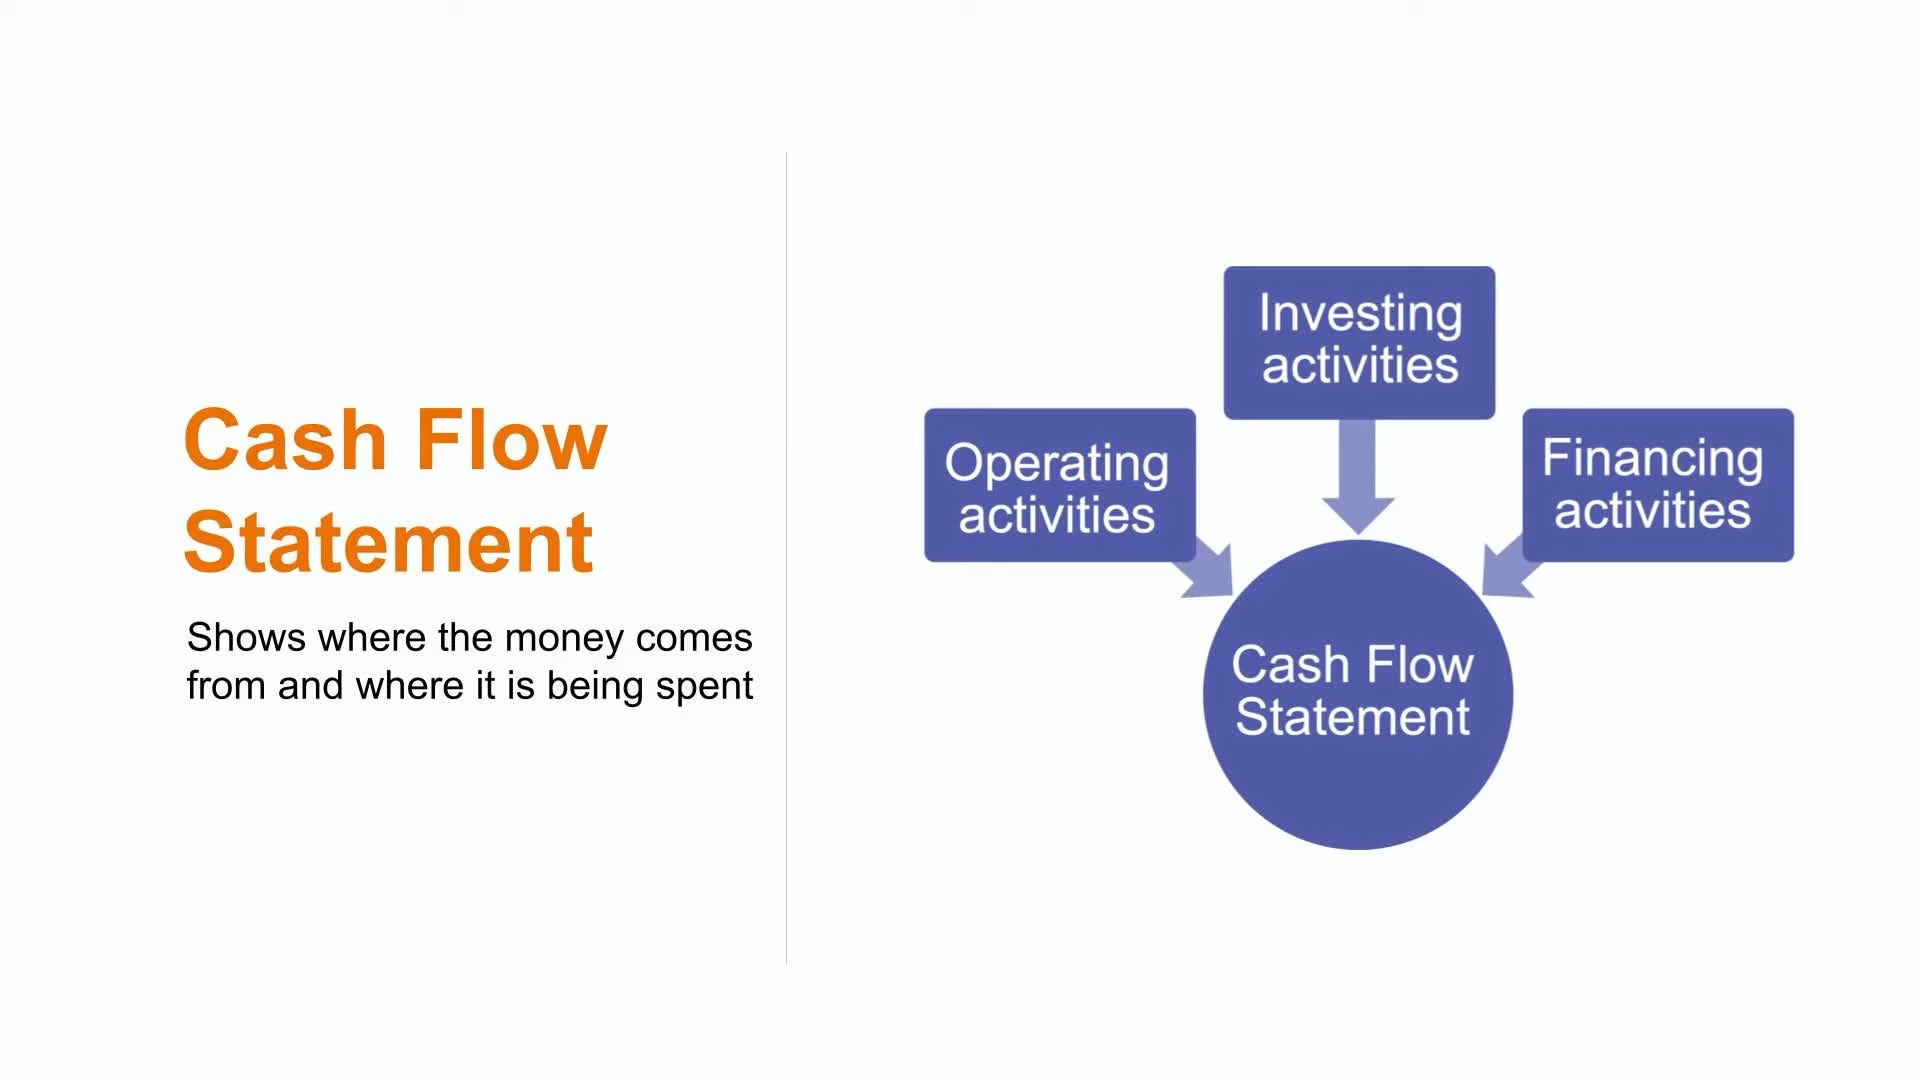 Cash Flow
Statement
Shows where the money comes
from and where it is being spent
Investing
activities
Operating
activities
Financing
activities
Cash Flow
Statement